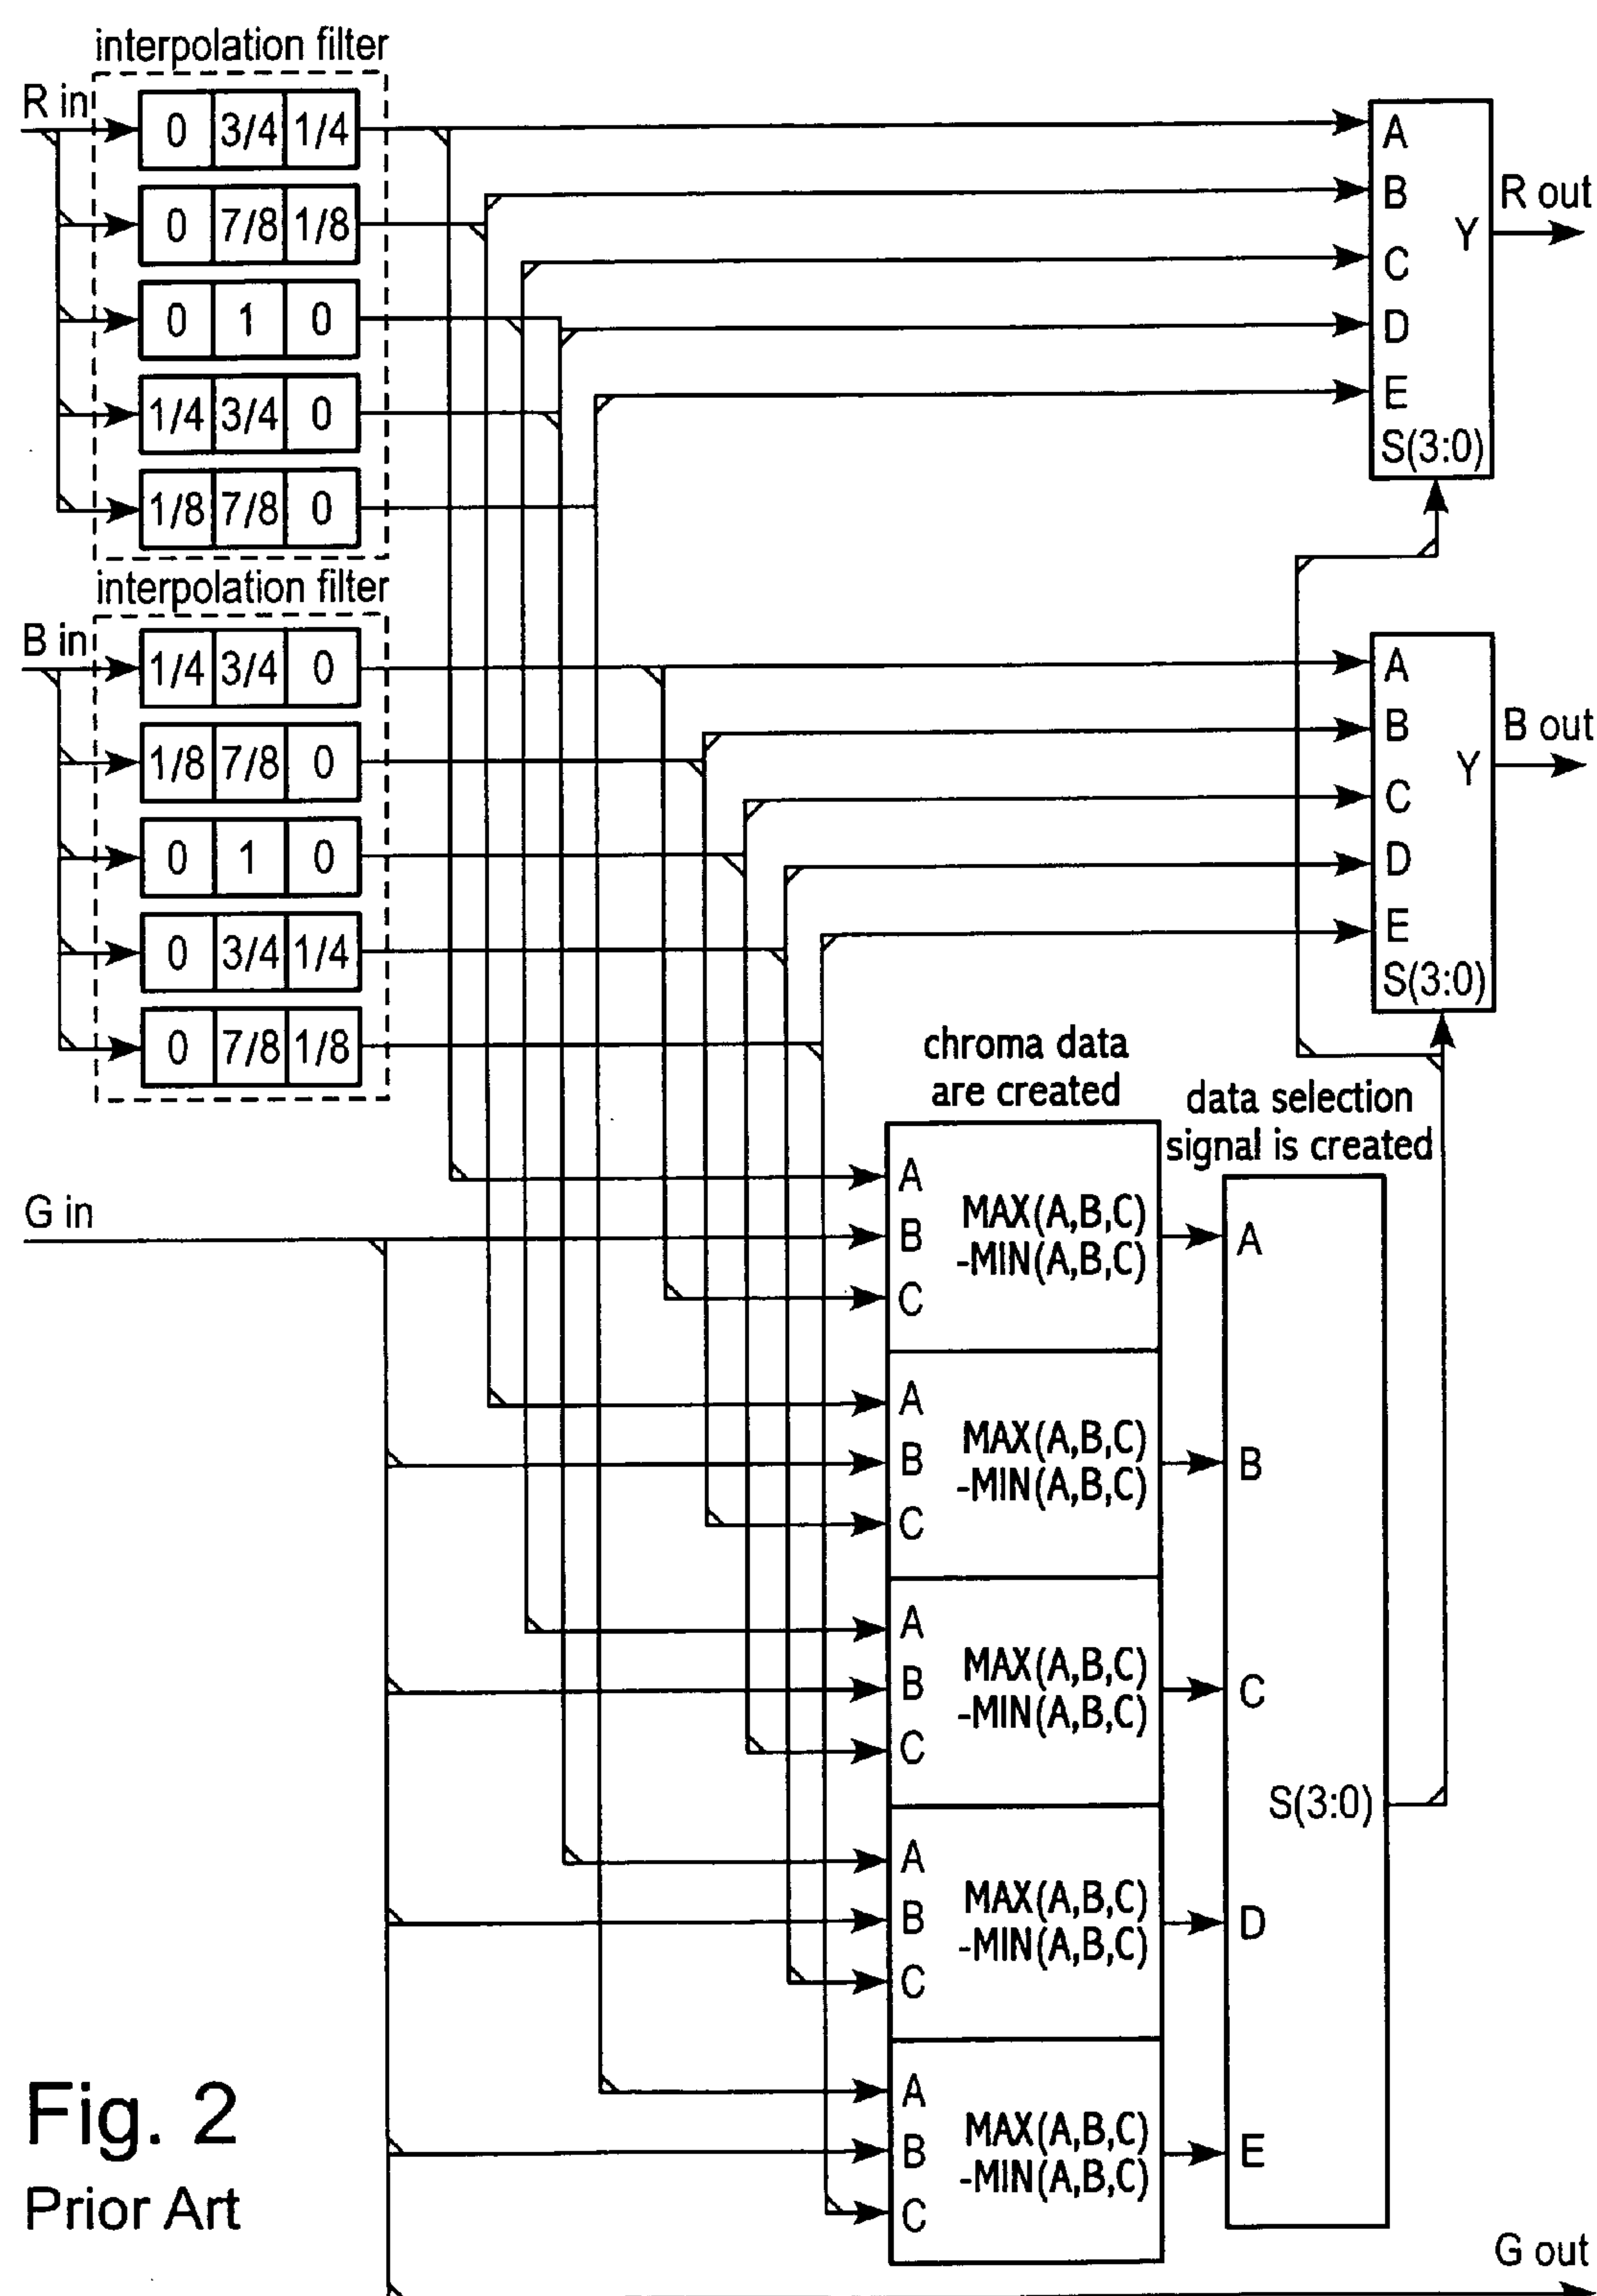 interpolation filter
R in
0 3/4 1/4
0 7/8 1/8
0 1 0
1/4 3/4 0
1/8 7/8 0
A
B
C
D
E
S(3:0)
Y
R out
interpolation filter
B in
1/4 3/4 0
1/8 7/8 0
0 1 0
0 3/4 1/4
0 7/8 1/8
A
B
C
D
E
S(3:0)
Y
B out
chroma data
are created
data selection
signal is created
G in
A
B
C
MAX(A,B,C)
-MIN(A,B,C)
A
B
C
MAX(A,B,C)
-MIN(A,B,C)
A
B
C
MAX(A,B,C)
-MIN(A,B,C)
A
B
C
MAX(A,B,C)
-MIN(A,B,C)
A
B
C
MAX(A,B,C)
-MIN(A,B,C)
A
B
C
S(3:0)
D
E
Fig. 2
Prior Art
G out